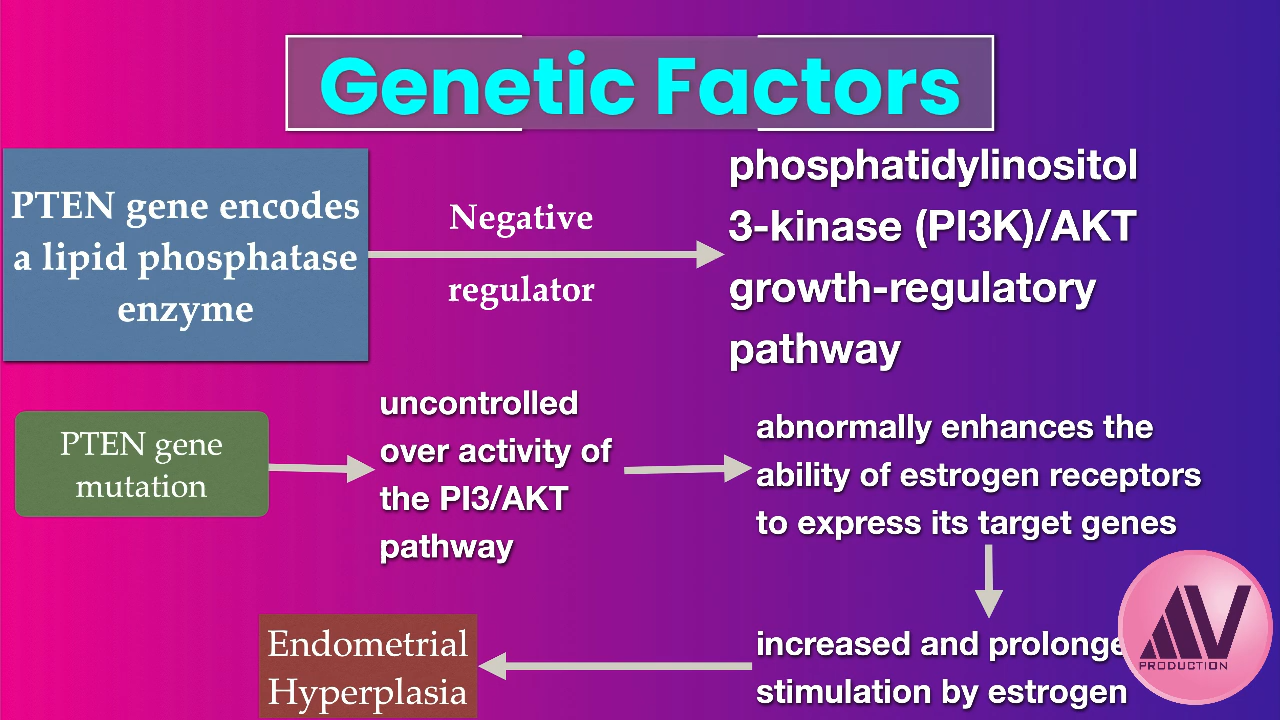 Genetic Factors
PTEN gene encodes
a lipid phosphatase
enzyme
Negative
regulator
phosphatidylinositol
3-kinase (PI3K)/AKT
growth-regulatory
pathway
PTEN gene
mutation
uncontrolled
over activity of
the PI3/AKT
pathway
abnormally enhances the
ability of estrogen receptors
to express its target genes
increased and prolonge
stimulation by estrogen
Endometrial
Hyperplasia
AV
PRODUCTION